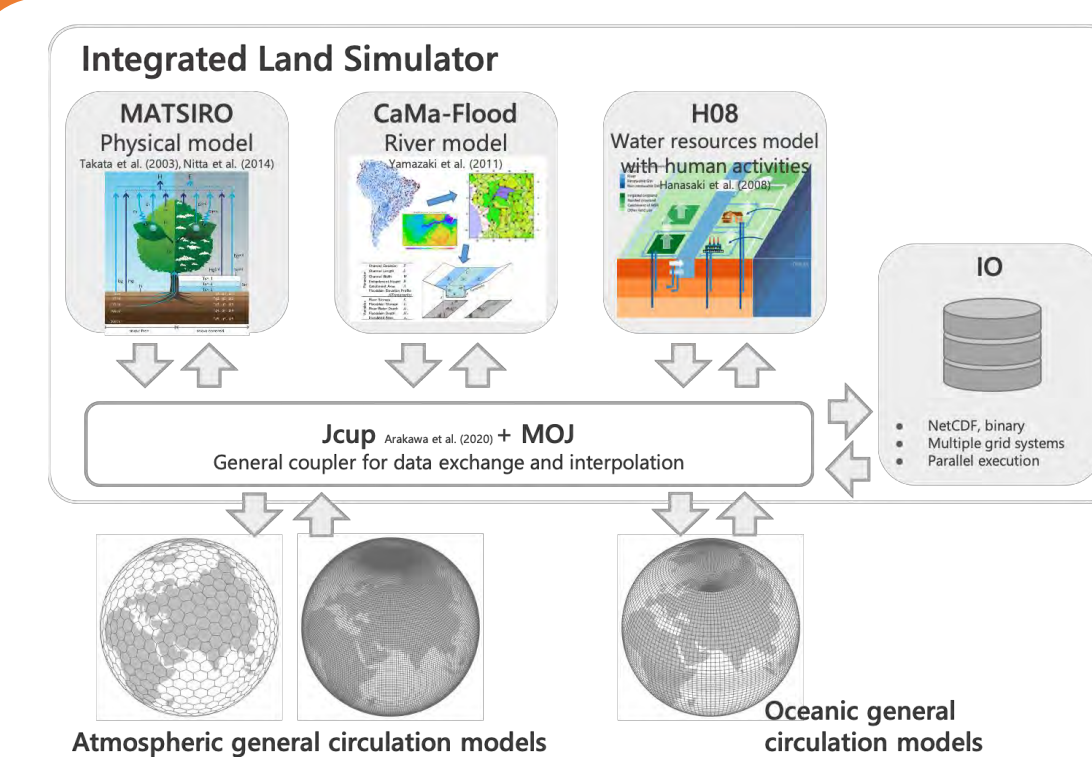 Integrated Land Simulator
MATSIRO
Physical model
Takata et al. (2003), Nitta et al. (2014)
CaMa-Flood
River model
Yamazaki et al. (2011)
H08
Water resources model
with human activities
Hanasaki et al. (2008)
IO
NetCDF, binary
Multiple grid systems
Parallel execution
Jcup Arakawa et al. (2020) + MOJ
General coupler for data exchange and interpolation
Atmospheric general circulation models
Oceanic general
circulation models